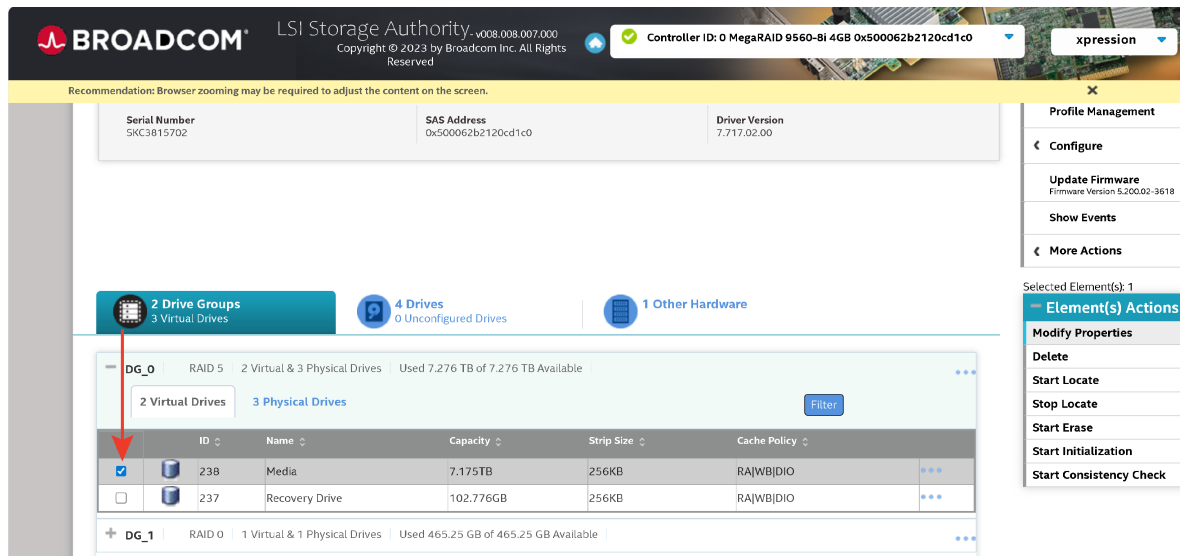 BROADCOM®
LSI Storage Authority v008.008.007.000
Copyright © 2023 by Broadcom Inc. All Rights
Reserved
Controller ID: 0 MegaRAID 9560-8i 4GB 0x500062b2120cd1c0
xpression
Recommendation: Browser zooming may be required to adjust the content on the screen.
Serial Number SAS Address Driver Version
SKC3815702 0x500062b2120cd1c0 7.717.02.00
Profile Management
Configure
Update Firmware
Firmware Version 5.200.02-3618
Show Events
More Actions
2 Drive Groups
3 Virtual Drives
4 Drives
0 Unconfigured Drives
1 Other Hardware
Selected Element(s): 1
Element(s) Actions
Modify Properties
Delete
Start Locate
Stop Locate
Start Erase
Start Initialization
Start Consistency Check
DG_0 RAID 5 2 Virtual & 3 Physical Drives Used 7.276 TB of 7.276 TB Available
2 Virtual Drives 3 Physical Drives Filter
ID Name Capacity Strip Size Cache Policy
238 Media 7.175TB 256KB RA|WB|DIO
237 Recovery Drive 102.776GB 256KB RA|WB|DIO
DG_1 RAID 0 1 Virtual & 1 Physical Drives Used 465.25 GB of 465.25 GB Available